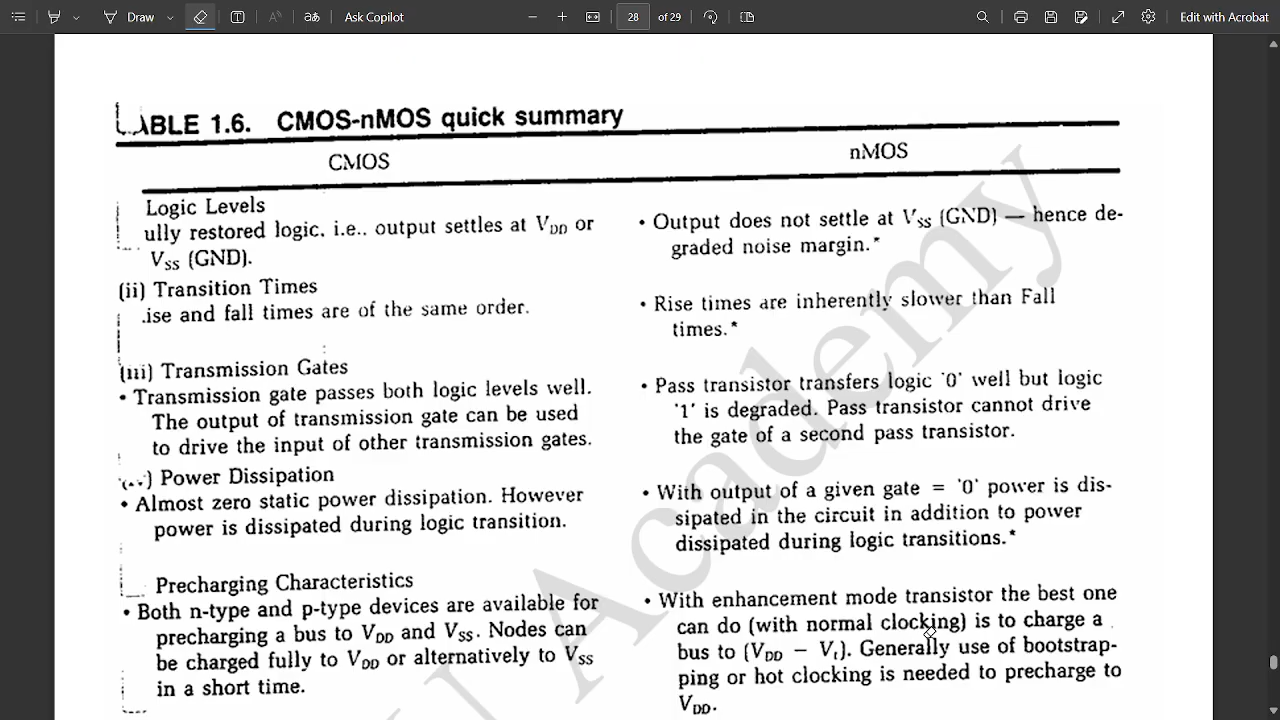 Draw
Ask Copilot
28 of 29
Edit with Acrobat
ABLE 1.6. CMOS-nMOS quick summary
CMOS
nMOS
Logic Levels
ully restored logic. i.e.. output settles at VDD or
VSS (GND).
• Output does not settle at VSS (GND) — hence de-
graded noise margin.*
(ii) Transition Times
.ise and fall times are of the same order.
• Rise times are inherently slower than Fall
times.*
(iii) Transmission Gates
• Transmission gate passes both logic levels well.
The output of transmission gate can be used
to drive the input of other transmission gates.
• Pass transistor transfers logic '0' well but logic
'1' is degraded. Pass transistor cannot drive
the gate of a second pass transistor.
) Power Dissipation
• Almost zero static power dissipation. However
power is dissipated during logic transition.
• With output of a given gate = '0' power is dis-
sipated in the circuit in addition to power
dissipated during logic transitions.*
Precharging Characteristics
• Both n-type and p-type devices are available for
precharging a bus to VDD and VSS. Nodes can
be charged fully to VDD or alternatively to VSS
in a short time.
• With enhancement mode transistor the best one
can do (with normal clocking) is to charge a
bus to (VDD − Vt). Generally use of bootstrap-
ping or hot clocking is needed to precharge to
VDD.
U Academy